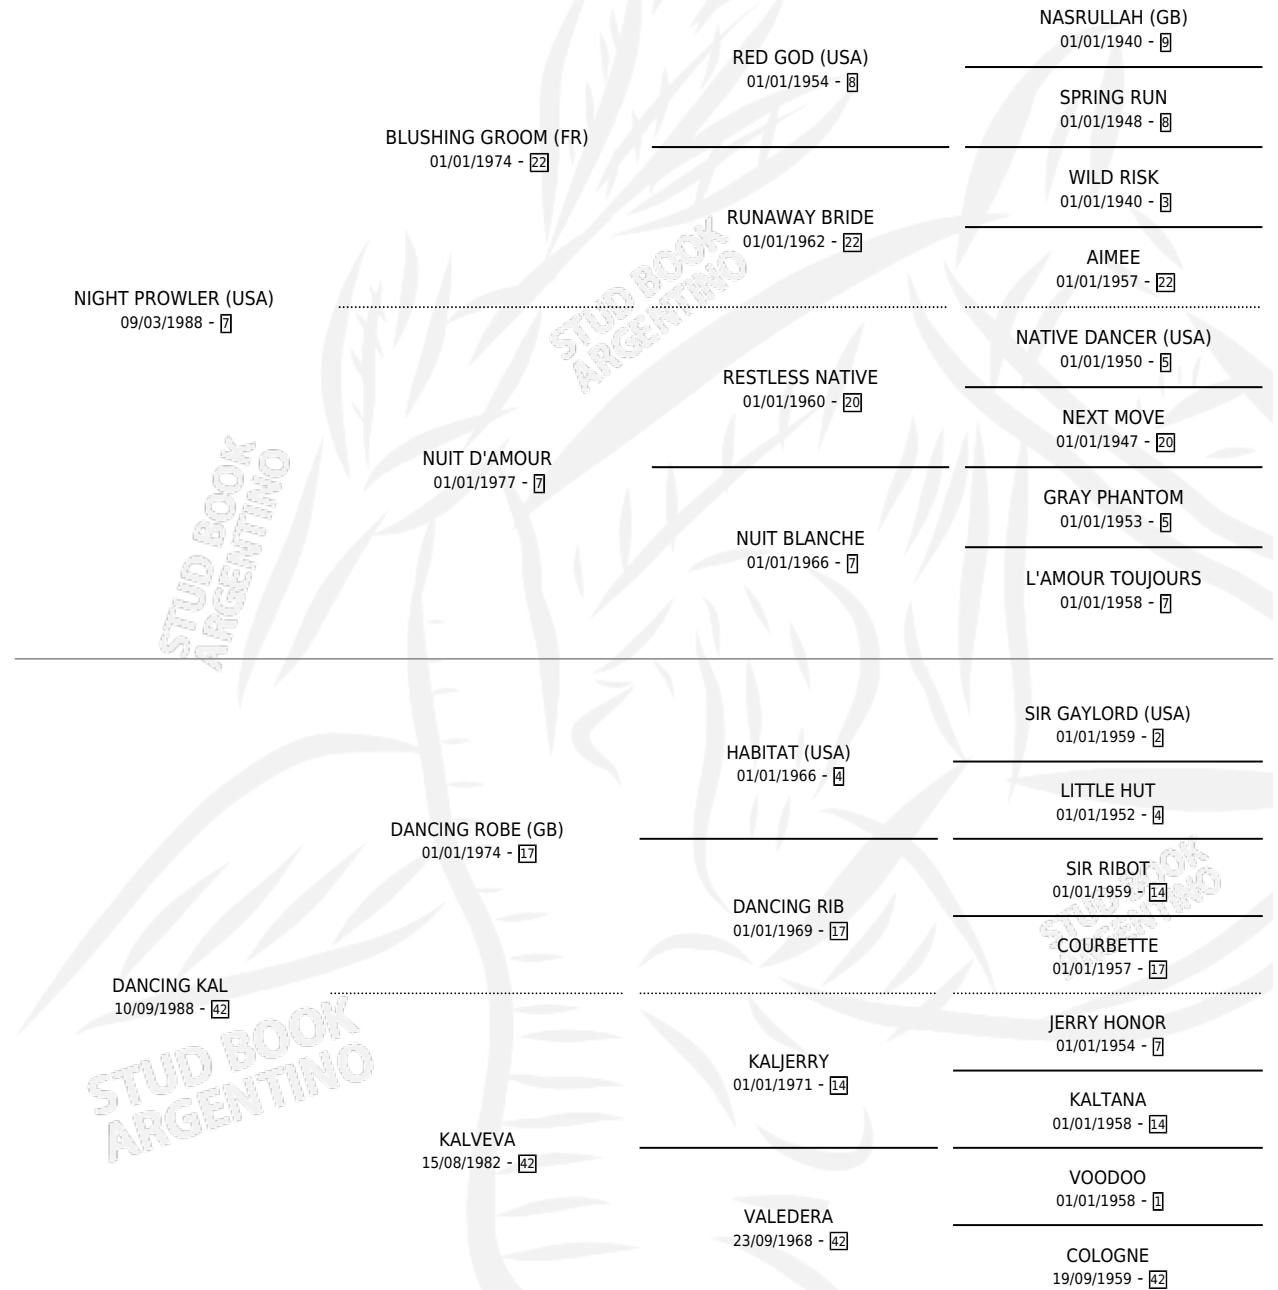 NASRULLAH (GB)
01/01/1940 - 9
RED GOD (USA)
01/01/1954 - 8
SPRING RUN
01/01/1948 - 8
BLUSHING GROOM (FR)
01/01/1974 - 22
WILD RISK
01/01/1940 - 3
RUNAWAY BRIDE
01/01/1962 - 22
AIMEE
01/01/1957 - 22
NIGHT PROWLER (USA)
09/03/1988 - 7
NATIVE DANCER (USA)
01/01/1950 - 5
RESTLESS NATIVE
01/01/1960 - 20
NEXT MOVE
01/01/1947 - 20
NUIT D'AMOUR
01/01/1977 - 7
GRAY PHANTOM
01/01/1953 - 5
NUIT BLANCHE
01/01/1966 - 7
L'AMOUR TOUJOURS
01/01/1958 - 7
SIR GAYLORD (USA)
01/01/1959 - 2
HABITAT (USA)
01/01/1966 - 4
LITTLE HUT
01/01/1952 - 4
DANCING ROBE (GB)
01/01/1974 - 17
SIR RIBOT
01/01/1959 - 14
DANCING RIB
01/01/1969 - 17
COURBETTE
01/01/1957 - 17
DANCING KAL
10/09/1988 - 42
JERRY HONOR
01/01/1954 - 7
KALJERRY
01/01/1971 - 14
KALTANA
01/01/1958 - 14
KALVEVA
15/08/1982 - 42
VOODOO
01/01/1958 - 1
VALEDERA
23/09/1968 - 42
COLOGNE
19/09/1959 - 42
STUD BOOK
ARGENTINO
STUD BOOK
ARGENTINO
STUD BOOK
ARGENTINO
STUD BOOK
ARGENTINO